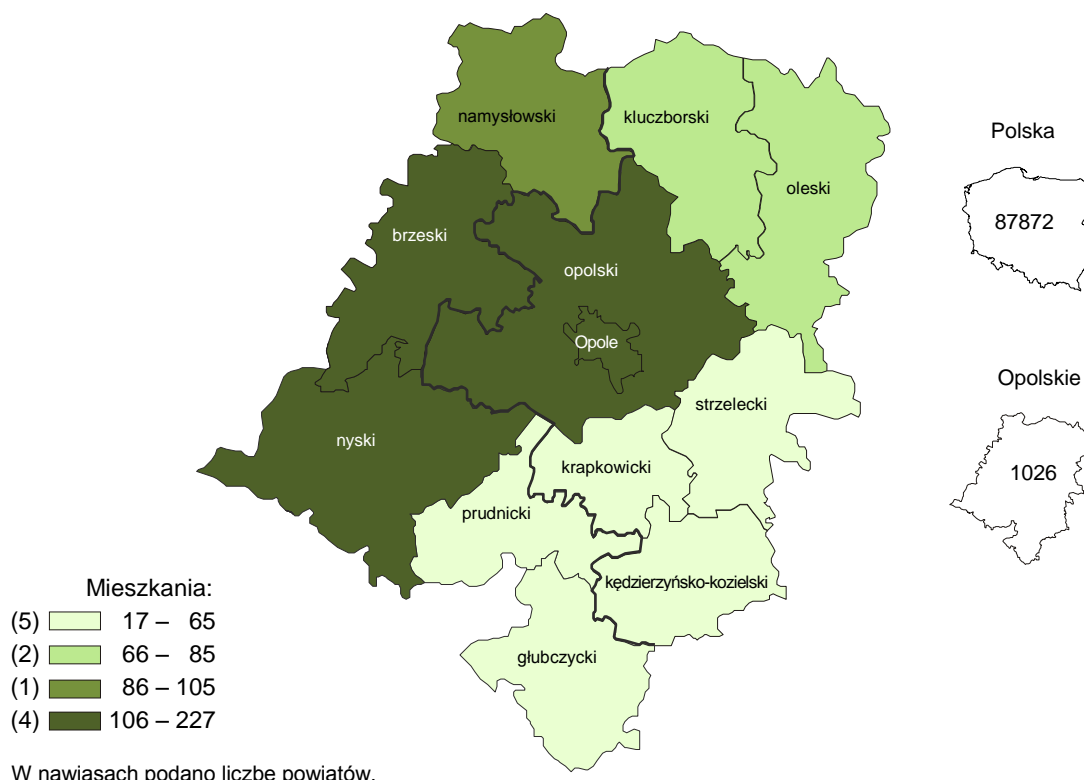 namysłowski
kluczborski
oleski
brzeski
opolski
Opole
strzelecki
nyski
krapkowicki
prudnicki
kędzierzyńsko-kozielski
głubczycki
Polska
87872
Opolskie
1026
Mieszkania:
(5) 17 – 65
(2) 66 – 85
(1) 86 – 105
(4) 106 – 227
W nawiasach podano liczbę powiatów.